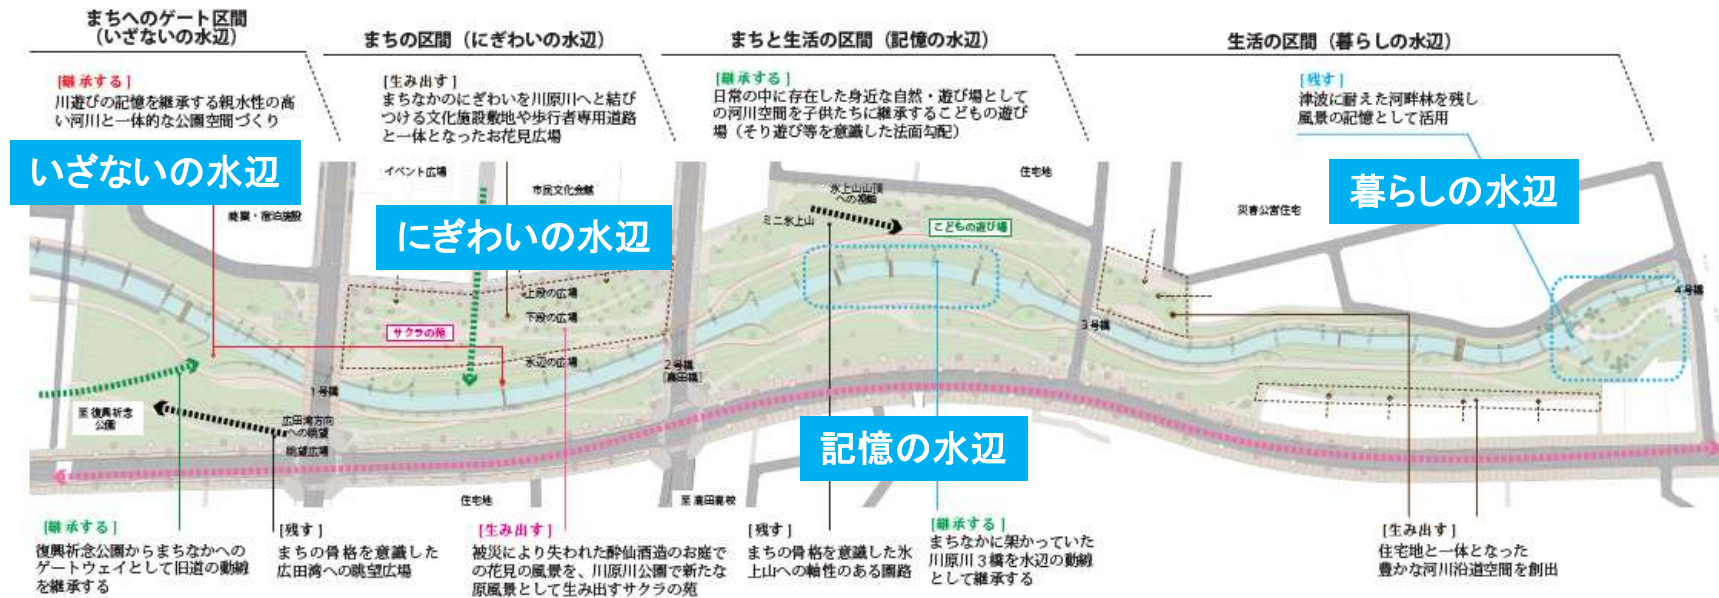 まちへのゲート区間
（いざないの水辺）
まちの区間（にぎわいの水辺）
まちと生活の区間（記憶の水辺）
生活の区間（暮らしの水辺）
[継承する]
川遊びの記憶を継承する親水性の高
い河川と一体的な公園空間づくり
[生み出す]
まちなかのにぎわいを川原川へと結び
つける文化施設敷地や歩行者専用道路
と一体となったお花見広場
[継承する]
日常の中に存在した身近な自然・遊び場として
の河川空間を子供たちに継承するこどもの遊び
場（そり遊び等を意識した法面勾配）
[残す]
津波に耐えた河畔林を残し
風景の記憶として活用
いざないの水辺
にぎわいの水辺
暮らしの水辺
記憶の水辺
イベント広場
市民文化会館
商業・宿泊施設
住宅地
氷上山山頂
への視軸
ミニ氷上山
こどもの遊び場
災害公営住宅
上段の広場
下段の広場
サクラの苑
水辺の広場
1号橋
2号橋
[高田橋]
3号橋
4号橋
至 復興祈念
公園
広田湾方向
への眺望
眺望広場
住宅地
至 高田高校
[継承する]
復興祈念公園からまちなかへの
ゲートウェイとして旧道の動線
を継承する
[残す]
まちの骨格を意識した
広田湾への眺望広場
[生み出す]
被災により失われた酔仙酒造のお庭で
の花見の風景を、川原川公園で新たな
原風景として生み出すサクラの苑
[残す]
まちの骨格を意識した氷
上山への軸性のある園路
[継承する]
まちなかに架かっていた
川原川3橋を水辺の動線
として継承する
[生み出す]
住宅地と一体となった
豊かな河川沿道空間を創出